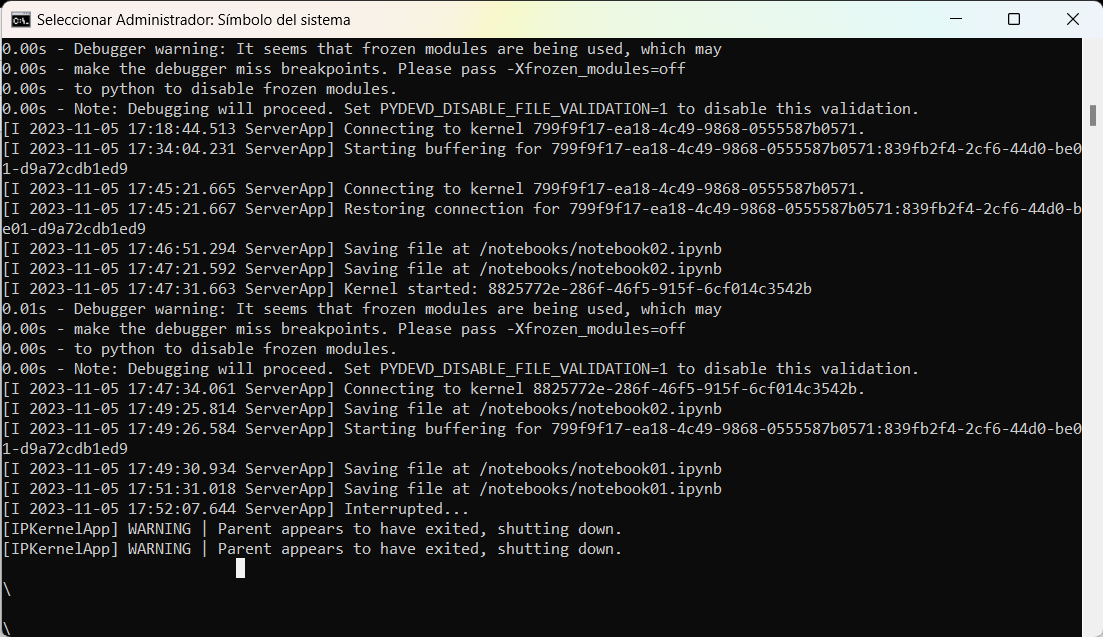 Seleccionar Administrador: Símbolo del sistema
0.00s - Debugger warning: It seems that frozen modules are being used, which may
0.00s - make the debugger miss breakpoints. Please pass -Xfrozen_modules=off
0.00s - to python to disable frozen modules.
0.00s - Note: Debugging will proceed. Set PYDEVD_DISABLE_FILE_VALIDATION=1 to disable this validation.
[I 2023-11-05 17:18:44.513 ServerApp] Connecting to kernel 799f9f17-ea18-4c49-9868-0555587b0571.
[I 2023-11-05 17:34:04.231 ServerApp] Starting buffering for 799f9f17-ea18-4c49-9868-0555587b0571:839fb2f4-2cf6-44d0-be0
1-d9a72cdb1ed9
[I 2023-11-05 17:45:21.665 ServerApp] Connecting to kernel 799f9f17-ea18-4c49-9868-0555587b0571.
[I 2023-11-05 17:45:21.667 ServerApp] Restoring connection for 799f9f17-ea18-4c49-9868-0555587b0571:839fb2f4-2cf6-44d0-b
e01-d9a72cdb1ed9
[I 2023-11-05 17:46:51.294 ServerApp] Saving file at /notebooks/notebook02.ipynb
[I 2023-11-05 17:47:21.592 ServerApp] Saving file at /notebooks/notebook02.ipynb
[I 2023-11-05 17:47:31.663 ServerApp] Kernel started: 8825772e-286f-46f5-915f-6cf014c3542b
0.01s - Debugger warning: It seems that frozen modules are being used, which may
0.00s - make the debugger miss breakpoints. Please pass -Xfrozen_modules=off
0.00s - to python to disable frozen modules.
0.00s - Note: Debugging will proceed. Set PYDEVD_DISABLE_FILE_VALIDATION=1 to disable this validation.
[I 2023-11-05 17:47:34.061 ServerApp] Connecting to kernel 8825772e-286f-46f5-915f-6cf014c3542b.
[I 2023-11-05 17:49:25.814 ServerApp] Saving file at /notebooks/notebook02.ipynb
[I 2023-11-05 17:49:26.584 ServerApp] Starting buffering for 799f9f17-ea18-4c49-9868-0555587b0571:839fb2f4-2cf6-44d0-be0
1-d9a72cdb1ed9
[I 2023-11-05 17:49:30.934 ServerApp] Saving file at /notebooks/notebook01.ipynb
[I 2023-11-05 17:51:31.018 ServerApp] Saving file at /notebooks/notebook01.ipynb
[I 2023-11-05 17:52:07.644 ServerApp] Interrupted...
[IPKernelApp] WARNING | Parent appears to have exited, shutting down.
[IPKernelApp] WARNING | Parent appears to have exited, shutting down.
\
\